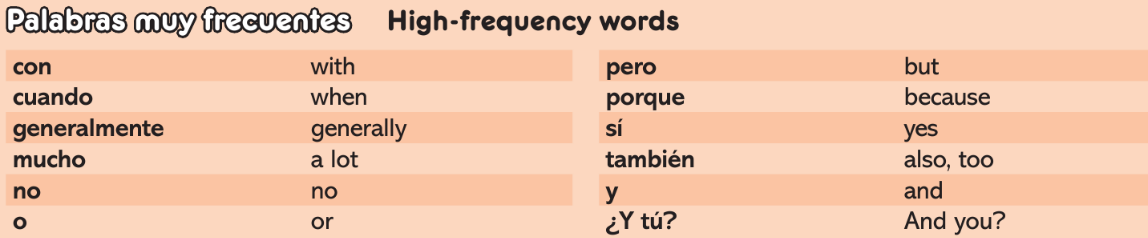 Palabras muy frecuentes High-frequency words
con with
cuando when
generalmente generally
mucho a lot
no no
o or
pero but
porque because
sí yes
también also, too
y and
¿Y tú? And you?